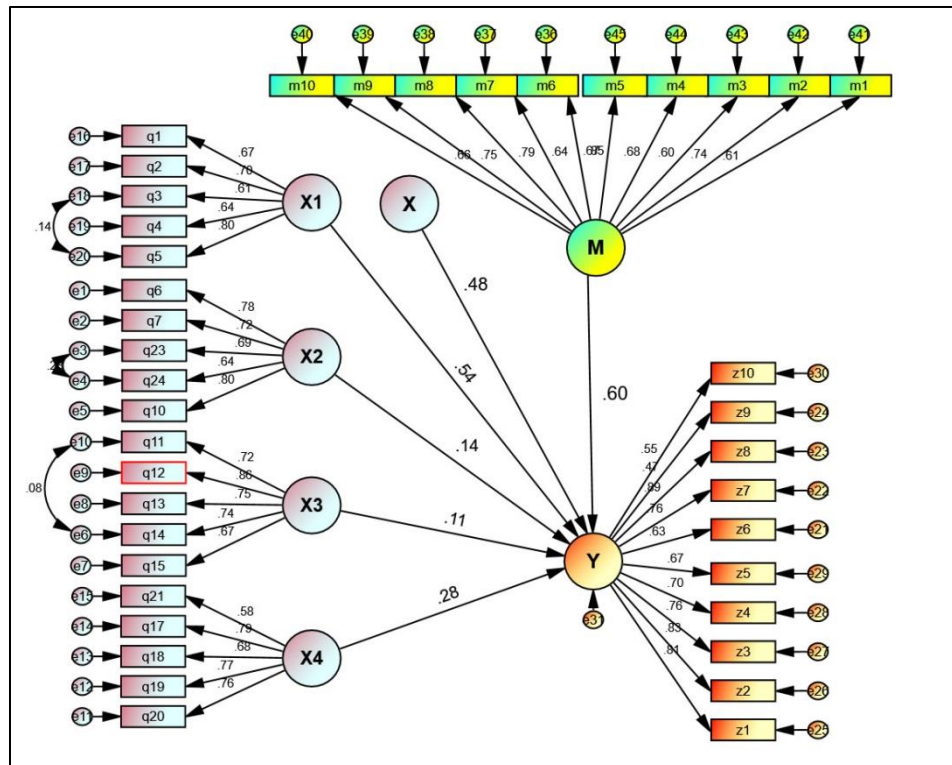 e40 e39 e38 e37 e36 e45 e44 e43 e42 e41
m10 m9 m8 m7 m6 m5 m4 m3 m2 m1
.66 .75 .79 .64 .68 .60 .74 .61
M
e16 q1 .67
e17 q2 .70
e18 q3 .61
e19 q4 .64
e20 q5 .80
.14
X1
X
e1 q6 .78
e2 q7 .72
e3 q23 .69
e4 q24 .64
e5 q10 .80
X2
e10 q11 .72
e9 q12 .86
e8 q13 .75
e6 q14 .74
e7 q15 .67
.08
X3
e15 q21 .58
e14 q17 .79
e13 q18 .68
e12 q19 .77
e11 q20 .76
X4
.48
.54
.14
.11
.28
.60
Y
e31
.55 z10 e30
.47 z9 e24
.89 z8 e23
.76 z7 e22
.63 z6 e21
.67 z5 e29
.70 z4 e28
.76 z3 e27
.83 z2 e26
.81 z1 e25